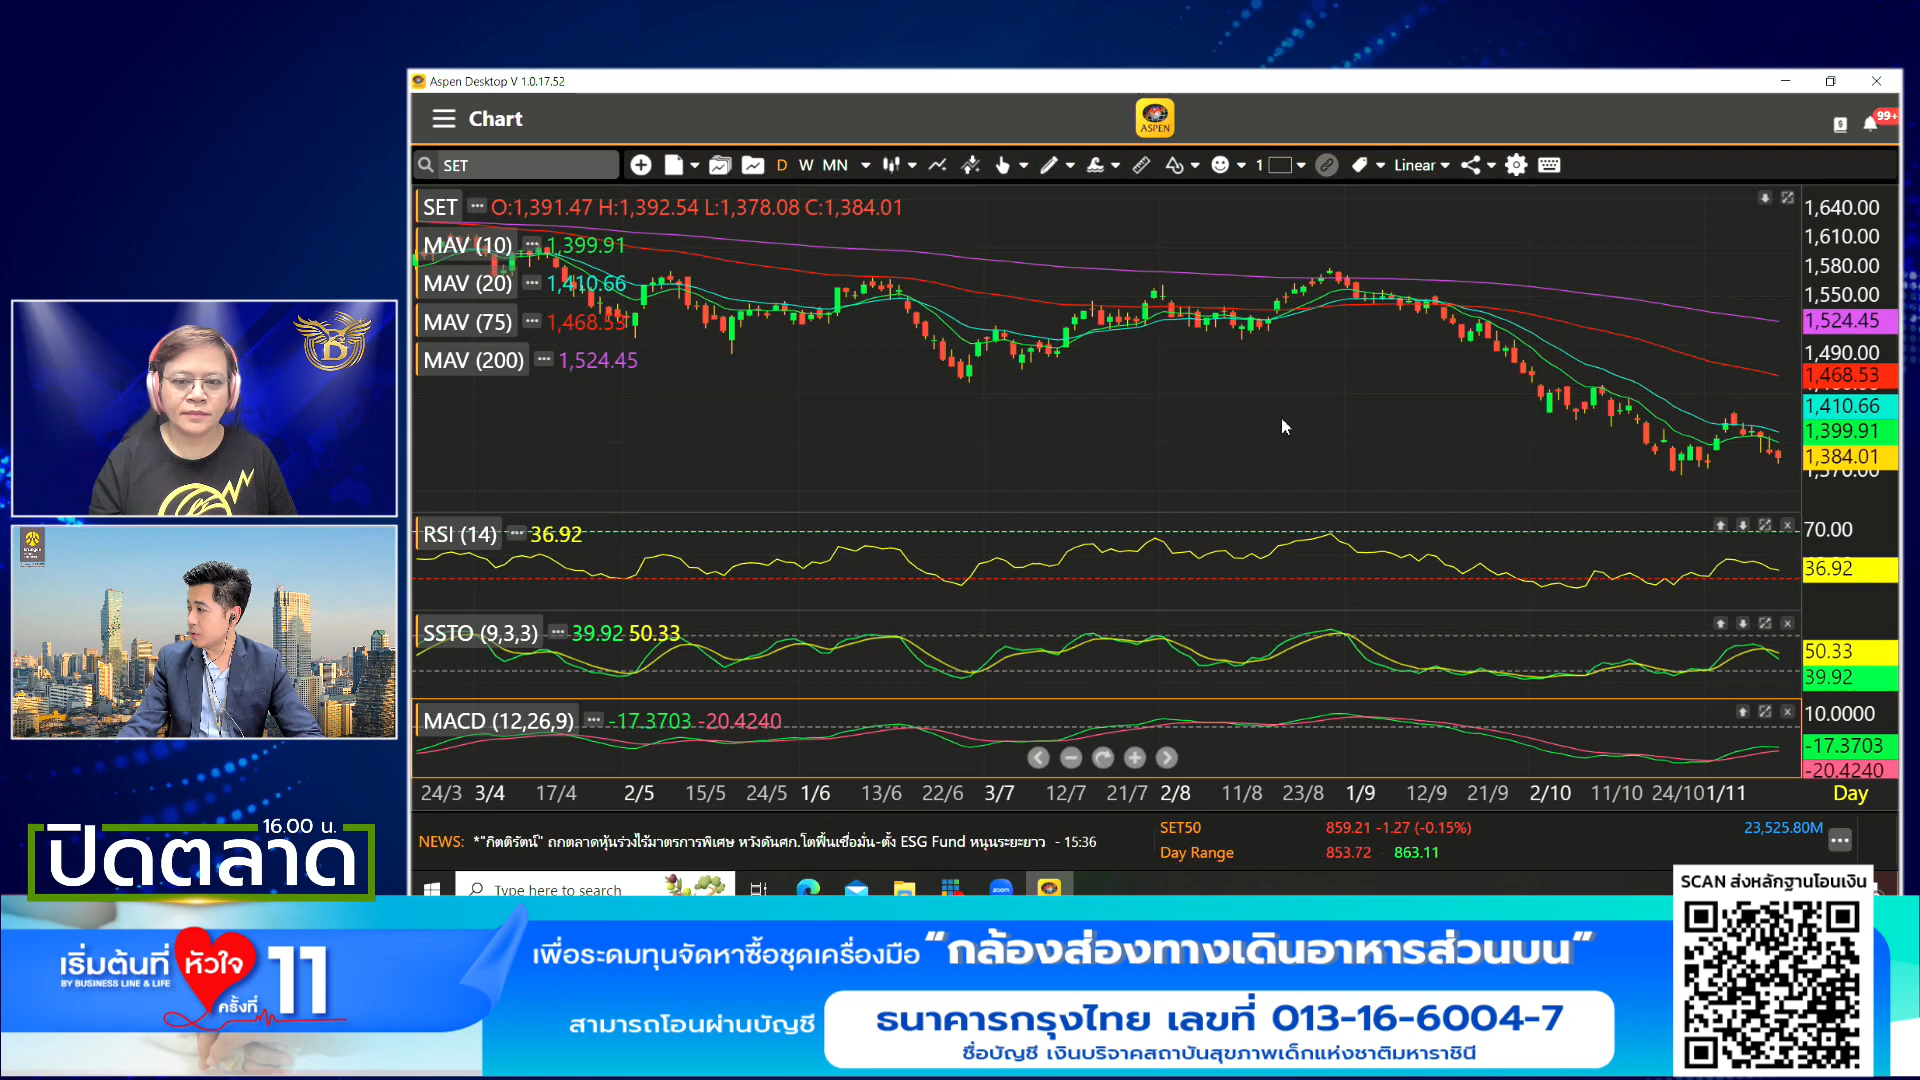 Aspen Desktop V 1.0.17.52
Chart
ASPEN
99+
SET
D W MN
1
Linear
SET O:1,391.47 H:1,392.54 L:1,378.08 C:1,384.01
MAV (10) 1,399.91
MAV (20) 1,410.66
MAV (75) 1,468.53
MAV (200) 1,524.45
1,640.00
1,610.00
1,580.00
1,550.00
1,524.45
1,490.00
1,468.53
1,410.66
1,399.91
1,384.01
1,370.00
RSI (14) 36.92
70.00
36.92
SSTO (9,3,3) 39.92 50.33
50.33
39.92
MACD (12,26,9) -17.3703 -20.4240
10.0000
-17.3703
-20.4240
24/3 3/4 17/4 2/5 15/5 24/5 1/6 13/6 22/6 3/7 12/7 21/7 2/8 11/8 23/8 1/9 12/9 21/9 2/10 11/10 24/10 1/11 Day
NEWS: *"กิตติรัตน์" ถกตลาดหุ้นร่วงไร้มาตรการพิเศษ หวังดันศก.โตฟื้นเชื่อมั่น-ตั้ง ESG Fund หนุนระยะยาว - 15:36
SET50 859.21 -1.27 (-0.15%) 23,525.80M
Day Range 853.72 - 863.11
Type here to search
zoom
16.00 น.
ปิดตลาด
SCAN ส่งหลักฐานโอนเงิน
เริ่มต้นที่ หัวใจ
BY BUSINESS LINE & LIFE
ครั้งที่ 11
เพื่อระดมทุนจัดหาซื้อชุดเครื่องมือ “กล้องส่องทางเดินอาหารส่วนบน”
สามารถโอนผ่านบัญชี
ธนาคารกรุงไทย เลขที่ 013-16-6004-7
ชื่อบัญชี เงินบริจาคสถาบันสุขภาพเด็กแห่งชาติมหาราชินี